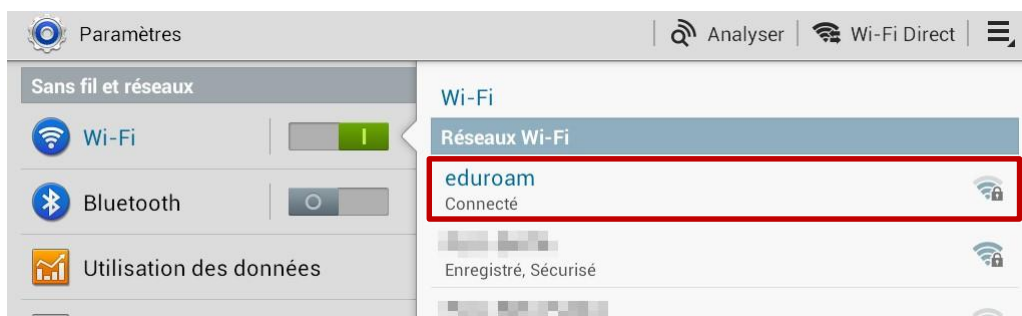 Paramètres
Analyser
Wi-Fi Direct
Sans fil et réseaux
Wi-Fi
Bluetooth
Utilisation des données
Wi-Fi
Réseaux Wi-Fi
eduroam
Connecté
Enregistré, Sécurisé